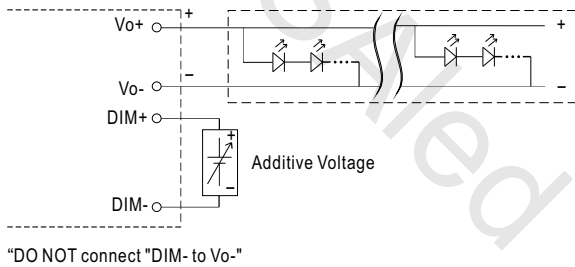 Vo+
+
+
Vo-
–
–
DIM+
+
Additive Voltage
–
DIM-
“DO NOT connect "DIM- to Vo-"